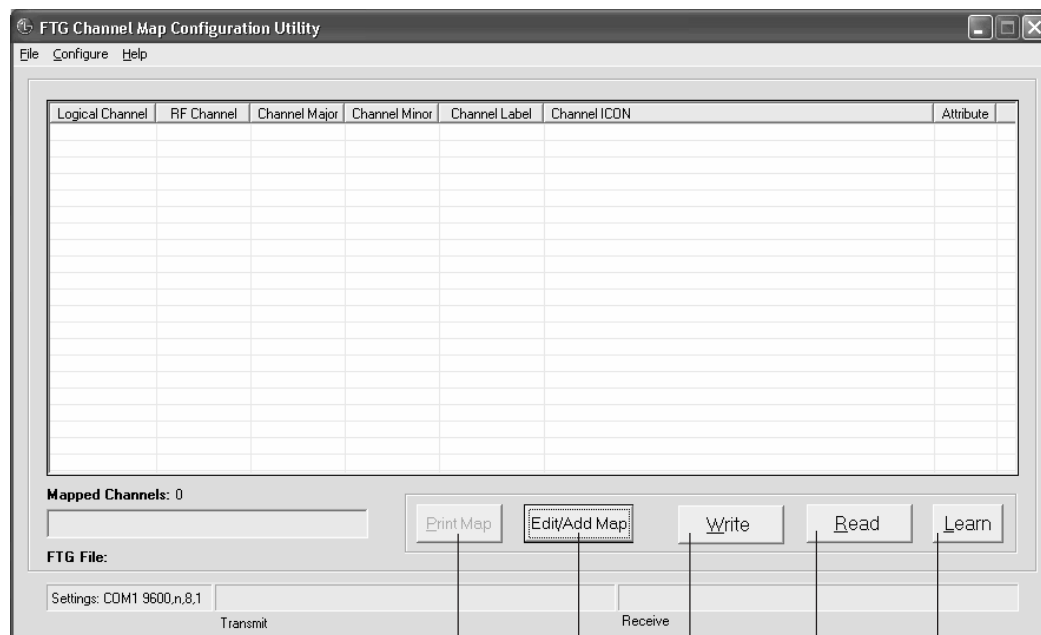 FTG Channel Map Configuration Utility
File Configure Help
Logical Channel RF Channel Channel Major Channel Minor Channel Label Channel ICON Attribute
Mapped Channels: 0
Print Map Edit/Add Map Write Read Learn
FTG File:
Settings: COM1 9600,n,8,1
Transmit Receive